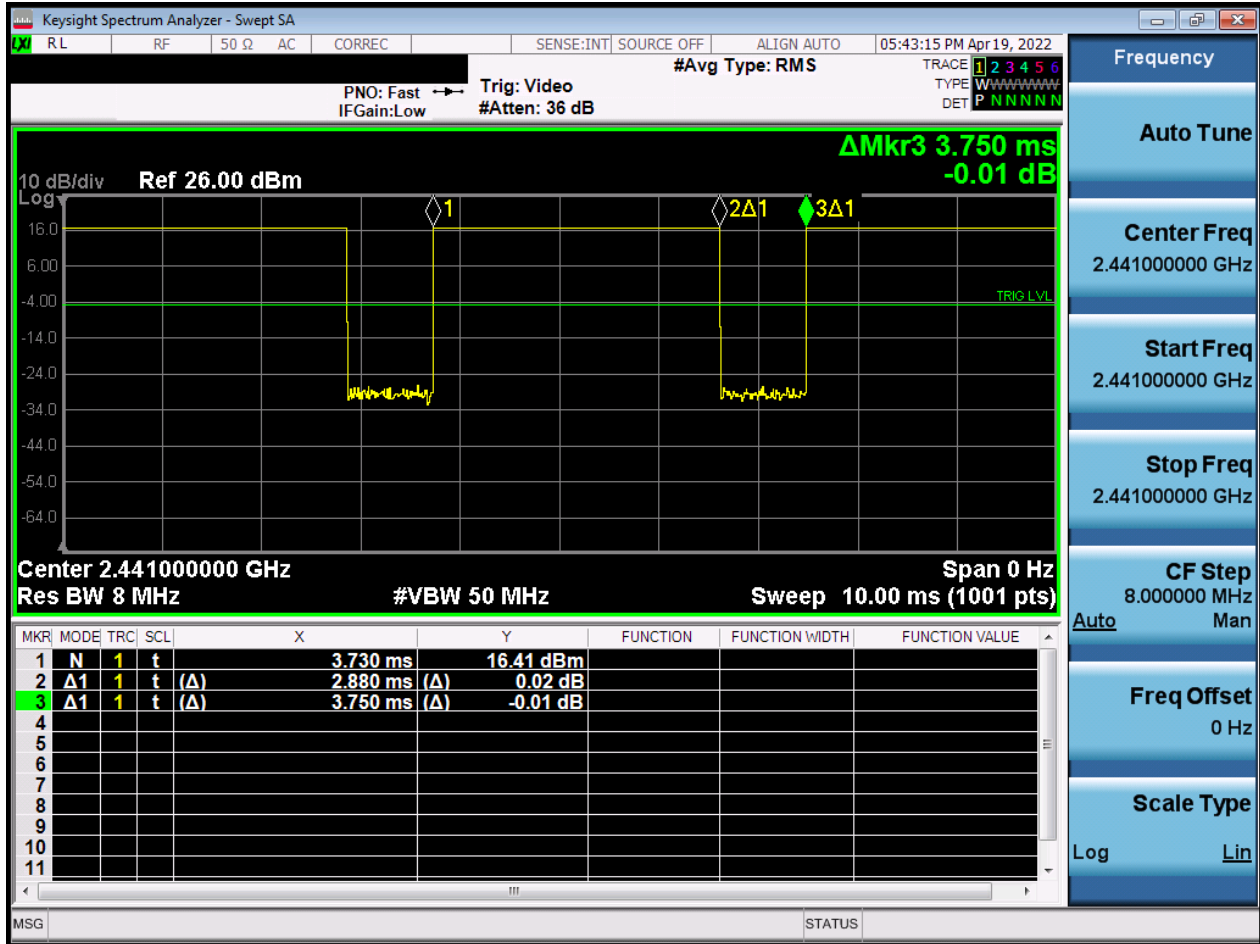 Keysight Spectrum Analyzer - Swept SA
LXI RL RF 50 Ω AC CORREC SENSE:INT SOURCE OFF ALIGN AUTO 05:43:15 PM Apr 19, 2022
#Avg Type: RMS
TRACE 1 2 3 4 5 6
TYPE WWWWWW
DET P N N N N N
PNO: Fast
IFGain:Low
Trig: Video
#Atten: 36 dB
ΔMkr3 3.750 ms
-0.01 dB
10 dB/div Ref 26.00 dBm
Log
1 2Δ1 3Δ1
16.0
6.00
-4.00
TRIG LVL
-14.0
-24.0
-34.0
-44.0
-54.0
-64.0
Center 2.441000000 GHz Span 0 Hz
Res BW 8 MHz #VBW 50 MHz Sweep 10.00 ms (1001 pts)
MKR MODE TRC SCL X Y FUNCTION FUNCTION WIDTH FUNCTION VALUE
1 N 1 t 3.730 ms 16.41 dBm
2 Δ1 1 t (Δ) 2.880 ms (Δ) 0.02 dB
3 Δ1 1 t (Δ) 3.750 ms (Δ) -0.01 dB
4
5
6
7
8
9
10
11
MSG STATUS
Frequency
Auto Tune
Center Freq
2.441000000 GHz
Start Freq
2.441000000 GHz
Stop Freq
2.441000000 GHz
CF Step
8.000000 MHz
Auto Man
Freq Offset
0 Hz
Scale Type
Log Lin